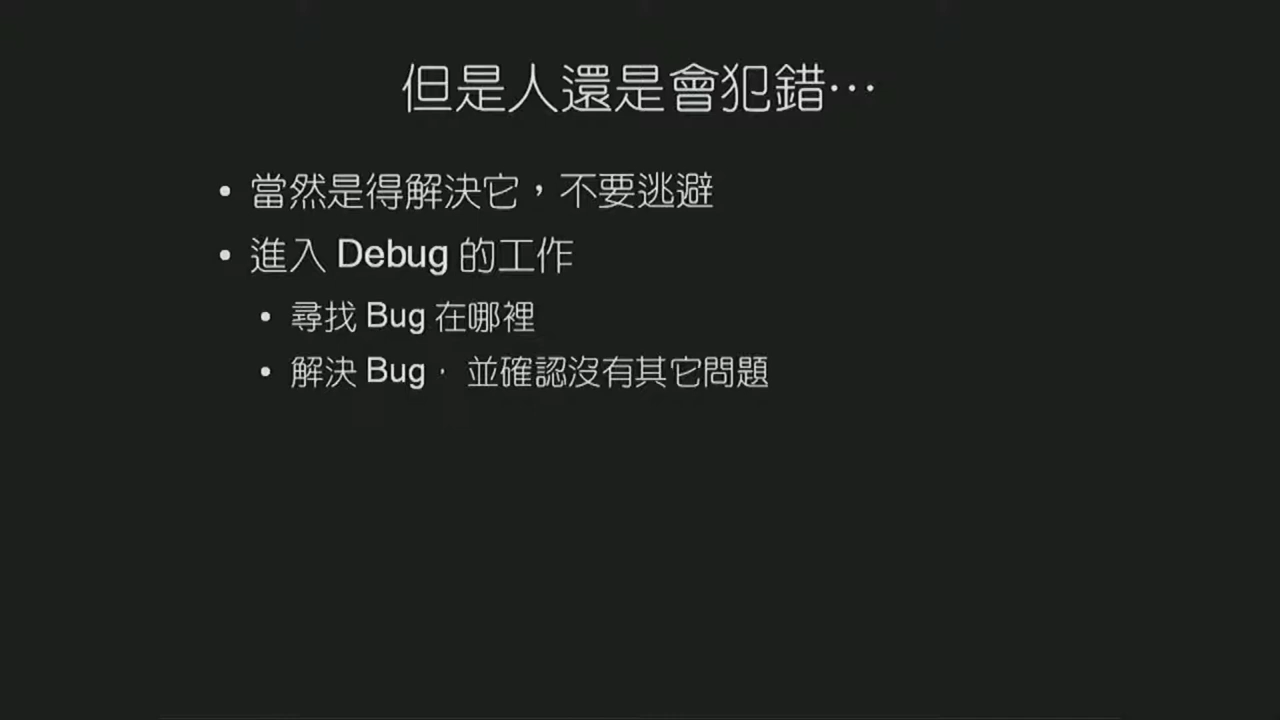 但是人還是會犯錯…
• 當然是得解決它，不要逃避
• 進入 Debug 的工作
• 尋找 Bug 在哪裡
• 解決 Bug， 並確認沒有其它問題